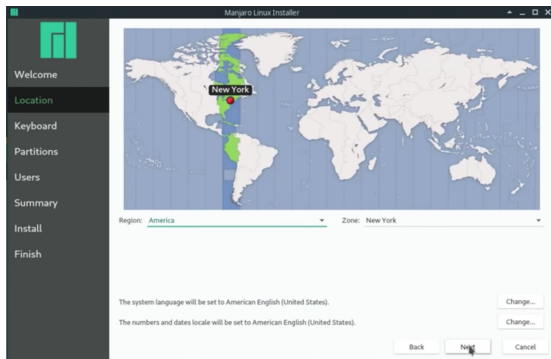 Manjaro Linux Installer
Welcome
Location
Keyboard
Partitions
Users
Summary
Install
Finish
New York
Region: America Zone: New York
The system language will be set to American English (United States). Change...
The numbers and dates locale will be set to American English (United States). Change...
Back Next Cancel